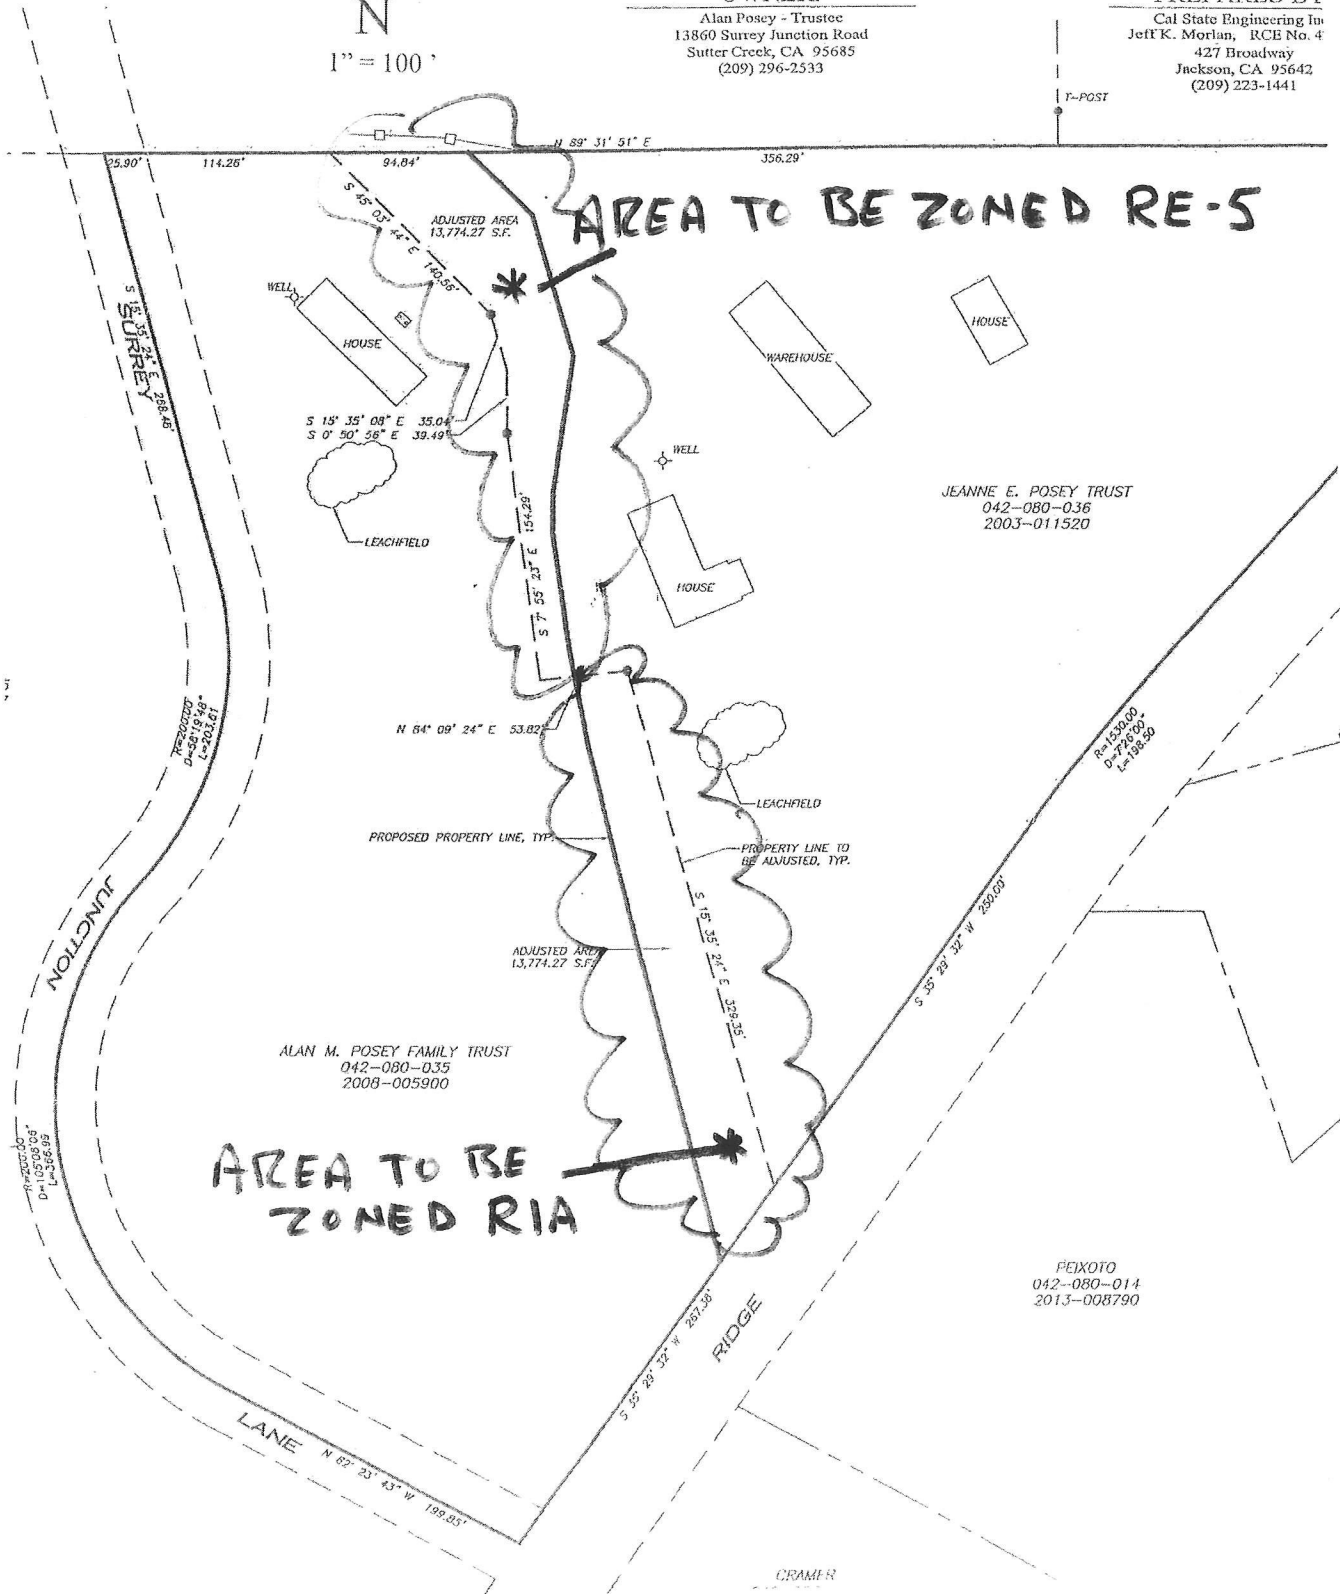 N
1" = 100 '
Alan Posey - Trustee
13860 Surrey Junction Road
Sutter Creek, CA 95685
(209) 296-2533
Cal State Engineering
Jeff K. Morlan, RCE No.
427 Broadway
Jackson, CA 95642
(209) 223-1441
T-POST
N 89° 31' 51" E
25.90'
114.26'
94.84'
356.29'
AREA TO BE ZONED RE-5
ADJUSTED AREA
13,774.27 S.F.
S 45° 03' 44" E 140.56'
WELL
HOUSE
WAREHOUSE
HOUSE
SURREY
S 15° 35' 24" E 268.46'
S 15° 35' 08" E 35.04'
S 0° 50' 56" E 39.49'
WELL
LEACHFIELD
S 7° 55' 23" E 154.29'
HOUSE
JEANNE E. POSEY TRUST
042-080-036
2003-011520
R=200.00
D=58°19'48"
L=203.61
N 84° 09' 24" E 53.82'
R=1530.00
D=7°26'00"
L=198.50
LEACHFIELD
PROPOSED PROPERTY LINE, TYP.
PROPERTY LINE TO
BE ADJUSTED, TYP.
JUNCTION
S 15° 35' 24" E 329.35'
S 35° 29' 32" W 250.00'
ADJUSTED AREA
13,774.27 S.F.
ALAN M. POSEY FAMILY TRUST
042-080-035
2008-005900
R=200.00
D=105°08'06"
L=366.99
AREA TO BE
ZONED R1A
PEIXOTO
042-080-014
2013-008790
S 35° 29' 32" W 267.38'
RIDGE
LANE
N 62° 23' 43" W 199.85'
CRAMER